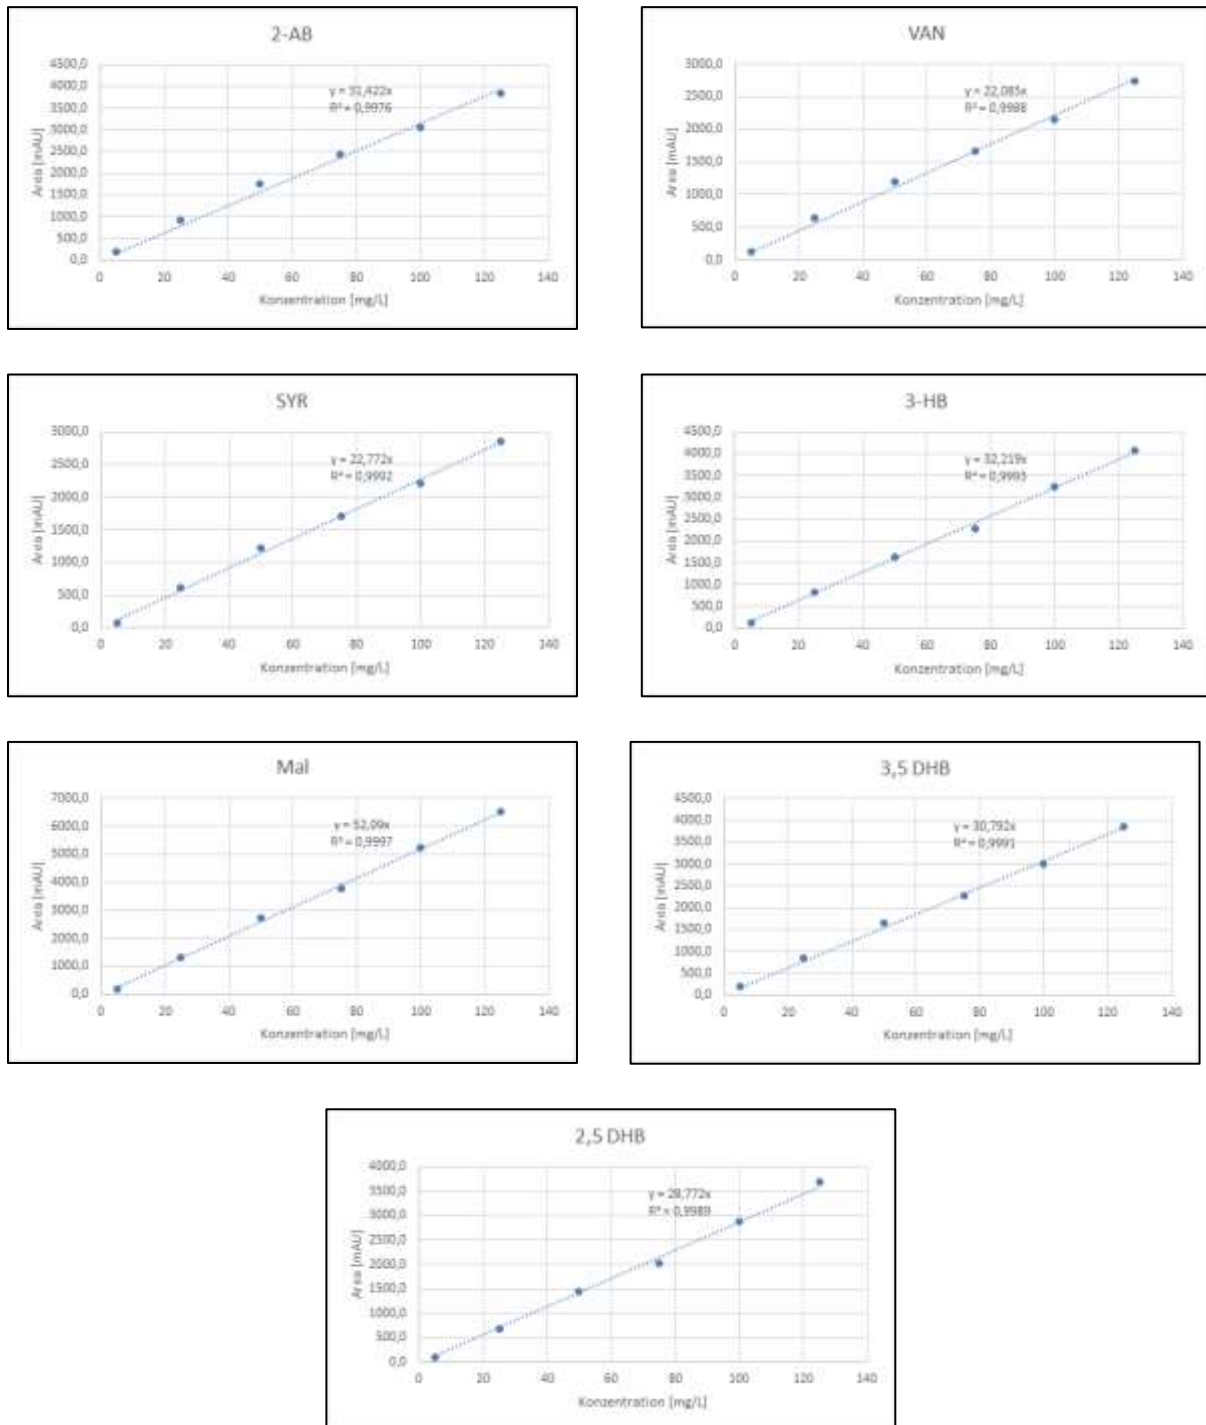 2-AB
4500,0
4000,0
3500,0
3000,0
2500,0
2000,0
1500,0
1000,0
500,0
0,0
Area [mAU]
y = 31,422x
R² = 0,9976
0 20 40 60 80 100 120 140
Konzentration [mg/L]
VAN
3000,0
2500,0
2000,0
1500,0
1000,0
500,0
0,0
Area [mAU]
y = 22,085x
R² = 0,9988
0 20 40 60 80 100 120 140
Konzentration [mg/L]
SYR
3000,0
2500,0
2000,0
1500,0
1000,0
500,0
0,0
Area [mAU]
y = 22,772x
R² = 0,9992
0 20 40 60 80 100 120 140
Konzentration [mg/L]
3-HB
4500,0
4000,0
3500,0
3000,0
2500,0
2000,0
1500,0
1000,0
500,0
0,0
Area [mAU]
y = 32,219x
R² = 0,9993
0 20 40 60 80 100 120 140
Konzentration [mg/L]
Mal
7000,0
6000,0
5000,0
4000,0
3000,0
2000,0
1000,0
0,0
Area [mAU]
y = 52,09x
R² = 0,9997
0 20 40 60 80 100 120 140
Konzentration [mg/L]
3,5 DHB
4500,0
4000,0
3500,0
3000,0
2500,0
2000,0
1500,0
1000,0
500,0
0,0
Area [mAU]
y = 30,792x
R² = 0,9991
0 20 40 60 80 100 120 140
Konzentration [mg/L]
2,5 DHB
4000,0
3500,0
3000,0
2500,0
2000,0
1500,0
1000,0
500,0
0,0
Area [mAU]
y = 28,772x
R² = 0,9989
0 20 40 60 80 100 120 140
Konzentration [mg/L]